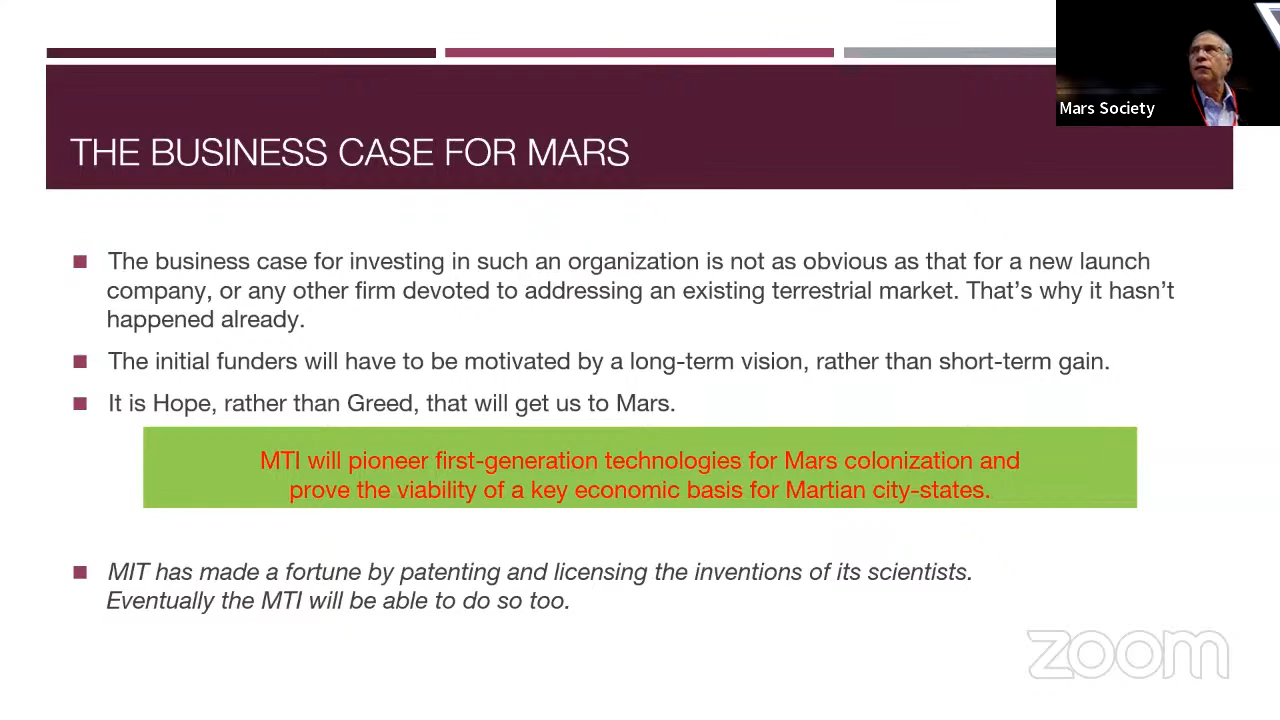 Mars Society
THE BUSINESS CASE FOR MARS
The business case for investing in such an organization is not as obvious as that for a new launch
company, or any other firm devoted to addressing an existing terrestrial market. That’s why it hasn’t
happened already.
The initial funders will have to be motivated by a long-term vision, rather than short-term gain.
It is Hope, rather than Greed, that will get us to Mars.
MTI will pioneer first-generation technologies for Mars colonization and
prove the viability of a key economic basis for Martian city-states.
MIT has made a fortune by patenting and licensing the inventions of its scientists.
Eventually the MTI will be able to do so too.
zoom